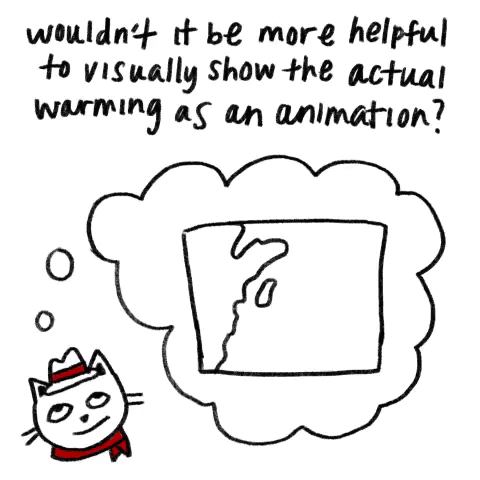 wouldn't it be more helpful
to visually show the actual
warming as an animation?